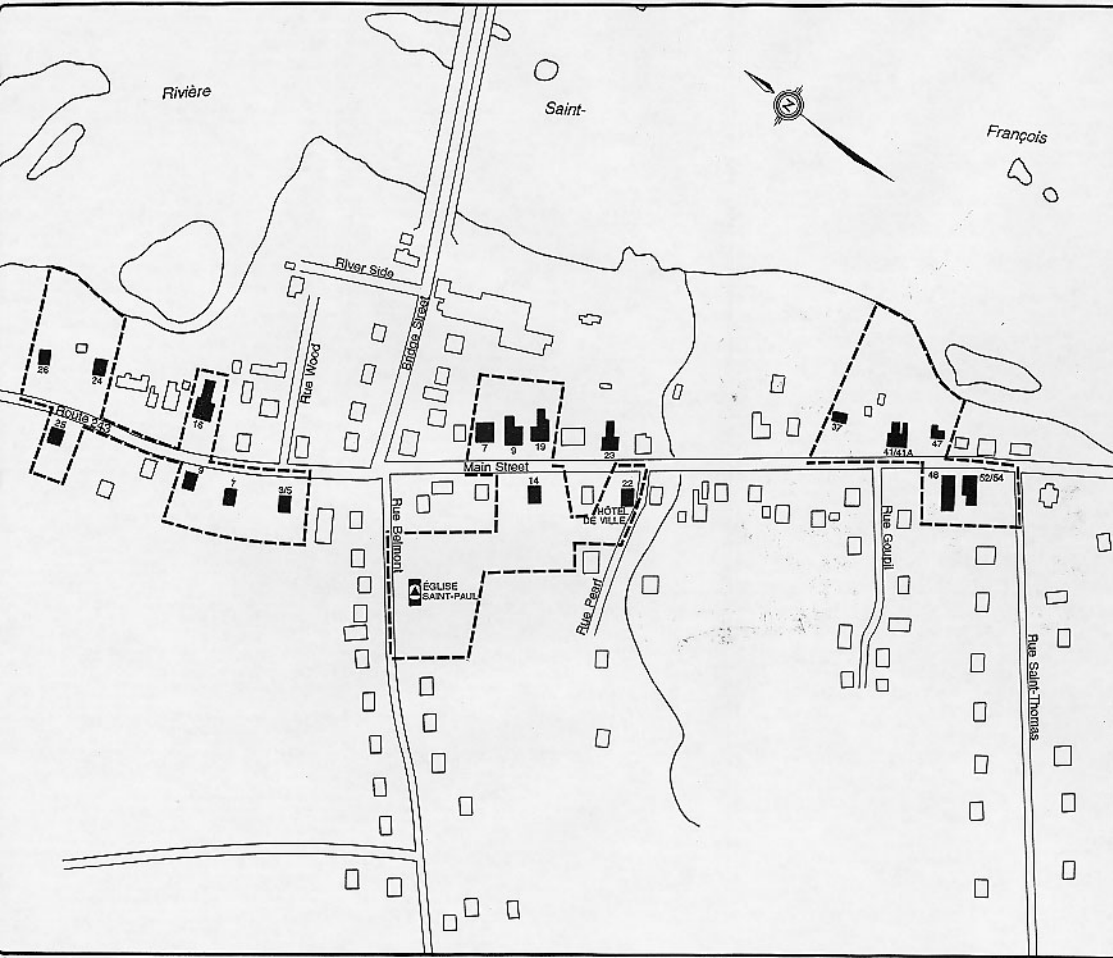 Rivière
Saint-
François
N
River Side
Bridge Street
Rue Wood
26
24
Route 243
16
25
9
7
3/5
7
9
19
23
Main Street
14
22
HÔTEL
DE VILLE
37
41/41A
47
48
52/54
Rue Belmont
ÉGLISE
SAINT-PAUL
Rue Pearl
Rue Goupil
Rue Saint-Thomas